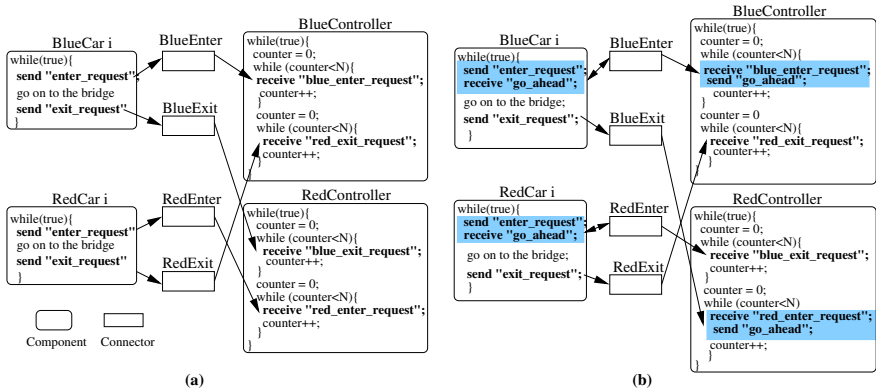 BlueCar i
while(true){
send "enter_request";
go on to the bridge
send "exit_request"
}
BlueEnter
BlueExit
BlueController
while(true){
counter = 0;
while (counter<N){
receive "blue_enter_request";
counter++;
}
counter = 0;
while (counter<N){
receive "red_exit_request";
counter++;
}
}
RedCar i
while(true){
send "enter_request"
go on to the bridge
send "exit_request"
}
RedEnter
RedExit
RedController
while(true){
counter = 0;
while (counter<N){
receive "blue_exit_request";
counter++;
}
counter = 0;
while (counter<N){
receive "red_enter_request";
counter++;
}
}
Component
Connector
(a)
BlueCar i
while(true){
send "enter_request";
receive "go_ahead";
go on to the bridge;
send "exit_request";
}
BlueEnter
BlueExit
BlueController
while(true){
counter = 0;
while (counter<N){
receive "blue_enter_request";
send "go_ahead";
counter++;
}
counter = 0
while (counter<N){
receive "red_exit_request";
counter++;
}
}
RedCar i
while(true){
send "enter_request";
receive "go_ahead";
go on to the bridge;
send "exit_request";
}
RedEnter
RedExit
RedController
while(true){
counter = 0;
while (counter<N){
receive "blue_exit_request";
counter++;
}
counter = 0;
while (counter<N)
receive "red_enter_request";
send "go_ahead";
counter++;
}
}
(b)